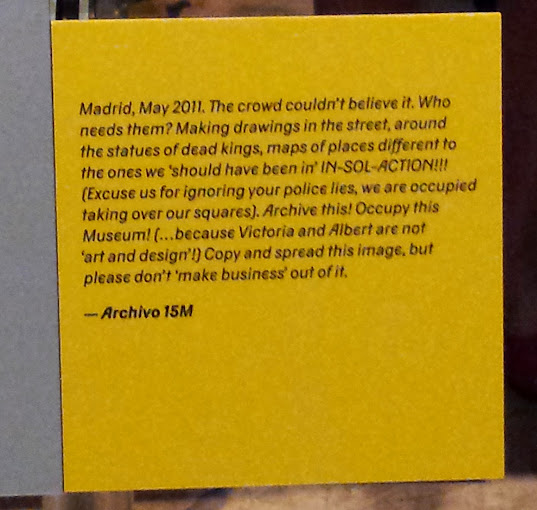 Madrid, May 2011. The crowd couldn't believe it. Who
needs them? Making drawings in the street, around
the statues of dead kings, maps of places different to
the ones we 'should have been in' IN-SOL-ACTION!!!
(Excuse us for ignoring your police lies, we are occupied
taking over our squares). Archive this! Occupy this
Museum! (...because Victoria and Albert are not
'art and design'!) Copy and spread this image, but
please don't 'make business' out of it.
— Archivo 15M